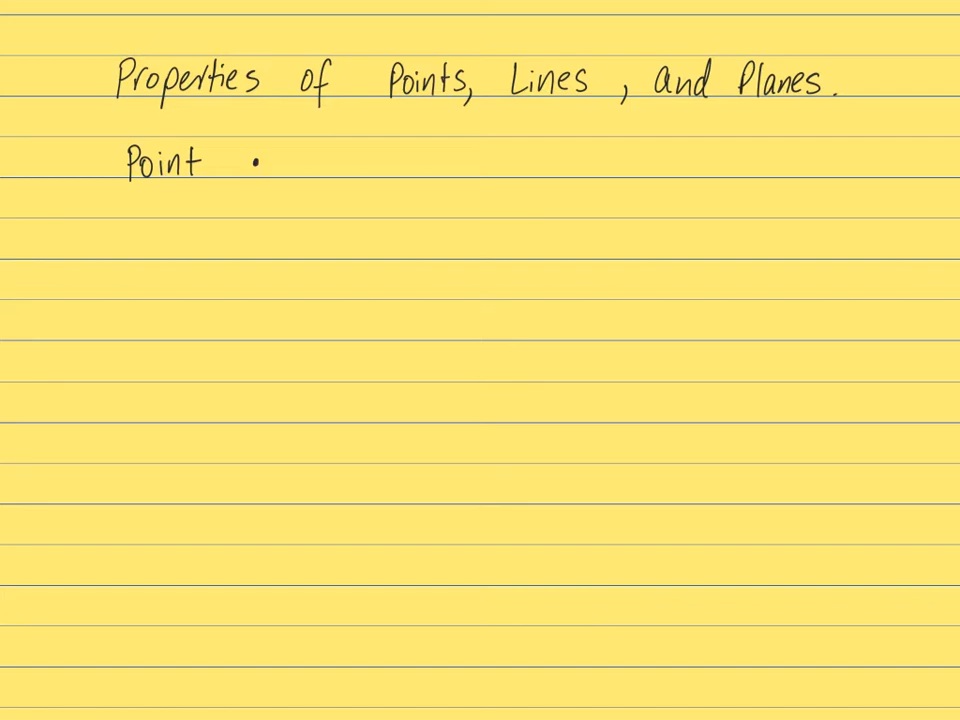 Properties of Points, Lines, and Planes.
Point •